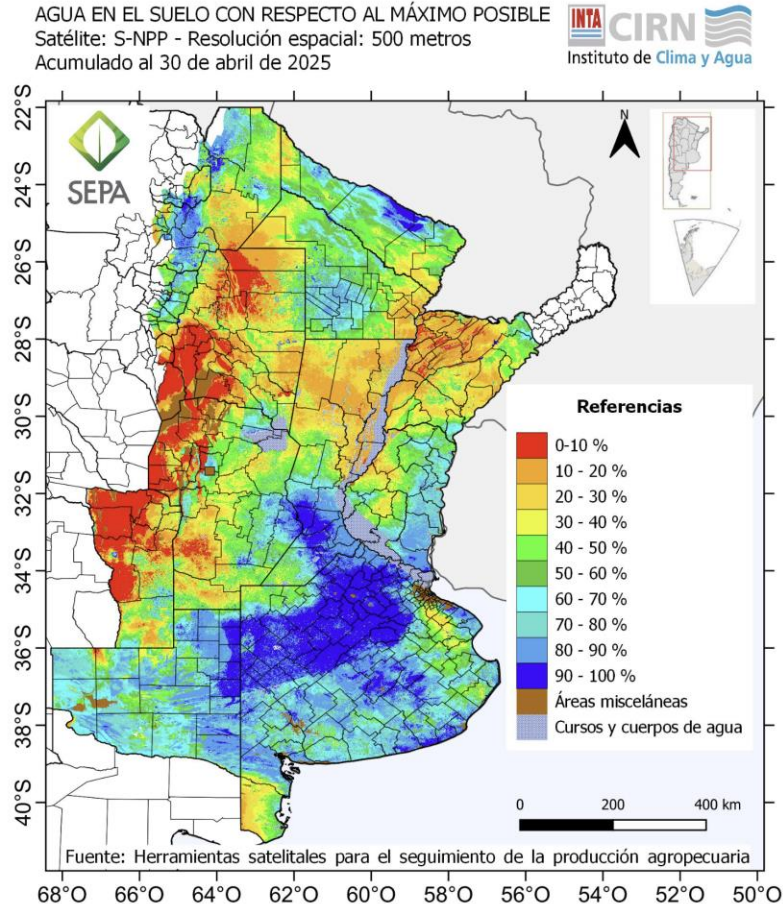 AGUA EN EL SUELO CON RESPECTO AL MÁXIMO POSIBLE
Satélite: S-NPP - Resolución espacial: 500 metros
Acumulado al 30 de abril de 2025
INTA CIRN
Instituto de Clima y Agua
SEPA
N
22°S
24°S
26°S
28°S
30°S
32°S
34°S
36°S
38°S
40°S
Referencias
0-10 %
10 - 20 %
20 - 30 %
30 - 40 %
40 - 50 %
50 - 60 %
60 - 70 %
70 - 80 %
80 - 90 %
90 - 100 %
Áreas misceláneas
Cursos y cuerpos de agua
0 200 400 km
Fuente: Herramientas satelitales para el seguimiento de la producción agropecuaria
68°O 66°O 64°O 62°O 60°O 58°O 56°O 54°O 52°O 50°O